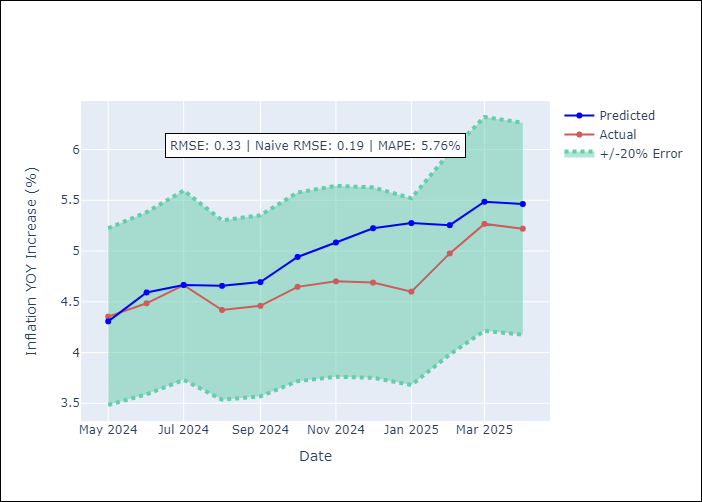 Predicted
Actual
+/-20% Error
RMSE: 0.33 | Naive RMSE: 0.19 | MAPE: 5.76%
Inflation YOY Increase (%)
6
5.5
5
4.5
4
3.5
May 2024
Jul 2024
Sep 2024
Nov 2024
Jan 2025
Mar 2025
Date